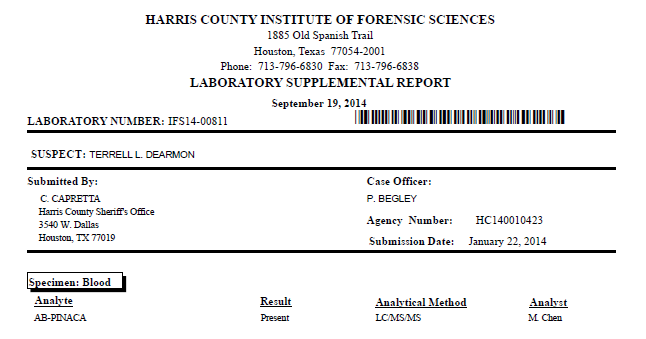 HARRIS COUNTY INSTITUTE OF FORENSIC SCIENCES
1885 Old Spanish Trail
Houston, Texas 77054-2001
Phone: 713-796-6830 Fax: 713-796-6838
LABORATORY SUPPLEMENTAL REPORT
September 19, 2014
LABORATORY NUMBER: IFS14-00811
SUSPECT: TERRELL L. DEARMON
Submitted By: Case Officer:
C. CAPRETTA P. BEGLEY
Harris County Sheriff's Office
3540 W. Dallas Agency Number: HC140010423
Houston, TX 77019 Submission Date: January 22, 2014
Specimen: Blood
Analyte Result Analytical Method Analyst
AB-PINACA Present LC/MS/MS M. Chen